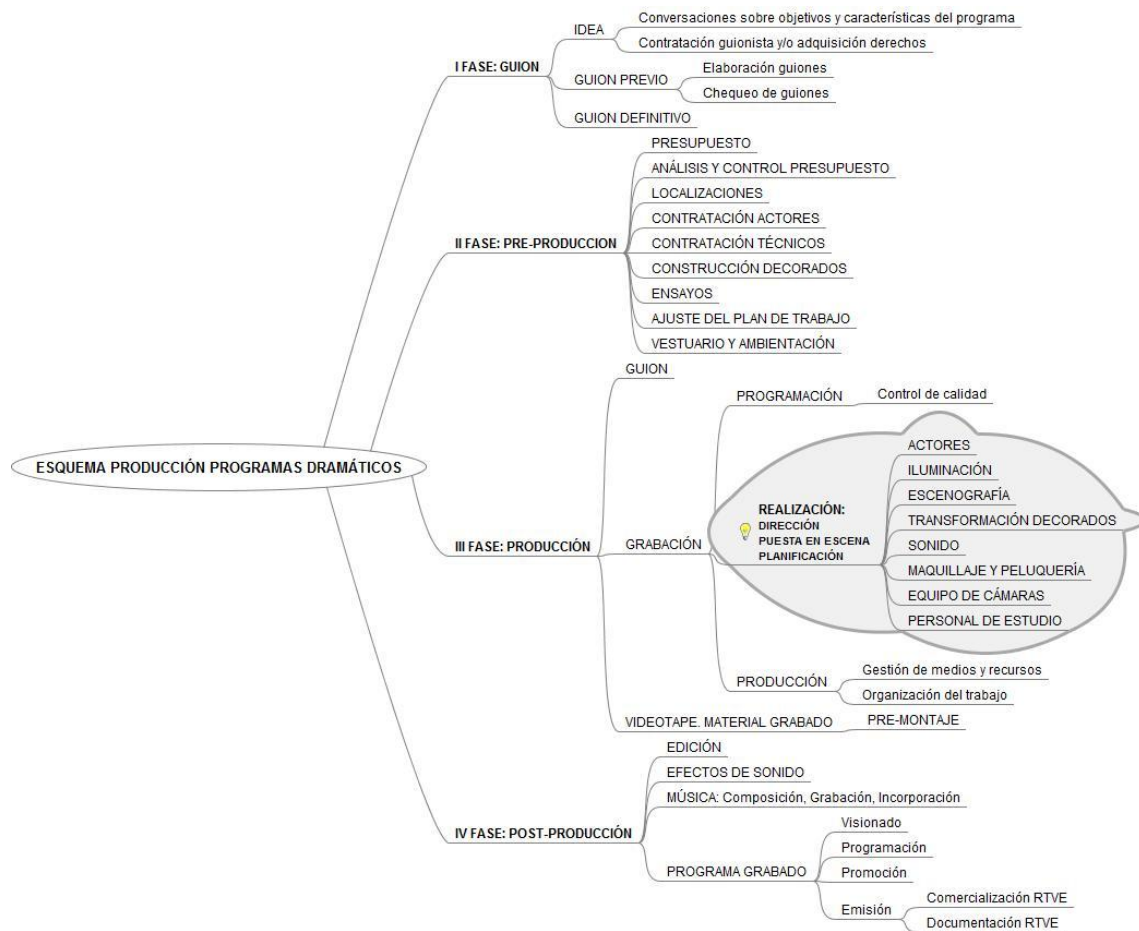 ESQUEMA PRODUCCIÓN PROGRAMAS DRAMÁTICOS
I FASE: GUION
IDEA
Conversaciones sobre objetivos y características del programa
Contratación guionista y/o adquisición derechos
GUION PREVIO
Elaboración guiones
Chequeo de guiones
GUION DEFINITIVO
II FASE: PRE-PRODUCCION
PRESUPUESTO
ANÁLISIS Y CONTROL PRESUPUESTO
LOCALIZACIONES
CONTRATACIÓN ACTORES
CONTRATACIÓN TÉCNICOS
CONSTRUCCIÓN DECORADOS
ENSAYOS
AJUSTE DEL PLAN DE TRABAJO
VESTUARIO Y AMBIENTACIÓN
III FASE: PRODUCCIÓN
GUION
GRABACIÓN
PROGRAMACIÓN
Control de calidad
REALIZACIÓN:
DIRECCIÓN
PUESTA EN ESCENA
PLANIFICACIÓN
ACTORES
ILUMINACIÓN
ESCENOGRAFÍA
TRANSFORMACIÓN DECORADOS
SONIDO
MAQUILLAJE Y PELUQUERÍA
EQUIPO DE CÁMARAS
PERSONAL DE ESTUDIO
PRODUCCIÓN
Gestión de medios y recursos
Organización del trabajo
VIDEOTAPE. MATERIAL GRABADO
PRE-MONTAJE
IV FASE: POST-PRODUCCIÓN
EDICIÓN
EFECTOS DE SONIDO
MÚSICA: Composición, Grabación, Incorporación
PROGRAMA GRABADO
Visionado
Programación
Promoción
Emisión
Comercialización RTVE
Documentación RTVE